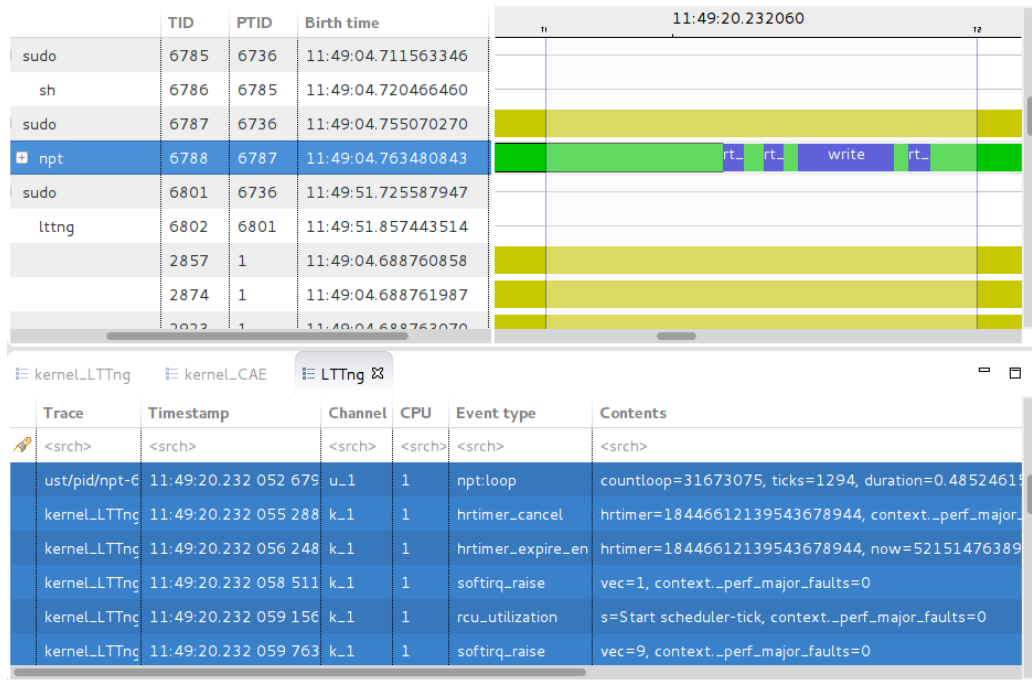 TID PTID Birth time 11:49:20.232060
T1 T2
sudo 6785 6736 11:49:04.711563346
sh 6786 6785 11:49:04.720466460
sudo 6787 6736 11:49:04.755070270
npt 6788 6787 11:49:04.763480843 rt_ rt_ write rt_
sudo 6801 6736 11:49:51.725587947
lttng 6802 6801 11:49:51.857443514
2857 1 11:49:04.688760858
2874 1 11:49:04.688761987
2923 1 11:49:04.688763070
kernel_LTTng kernel_CAE LTTng
Trace Timestamp Channel CPU Event type Contents
<srch> <srch> <srch> <srch> <srch> <srch>
ust/pid/npt-6 11:49:20.232 052 679 u_1 1 npt:loop countloop=31673075, ticks=1294, duration=0.48524615
kernel_LTTng 11:49:20.232 055 288 k_1 1 hrtimer_cancel hrtimer=18446612139543678944, context._perf_major_
kernel_LTTng 11:49:20.232 056 248 k_1 1 hrtimer_expire_en hrtimer=18446612139543678944, now=52151476389
kernel_LTTng 11:49:20.232 058 511 k_1 1 softirq_raise vec=1, context._perf_major_faults=0
kernel_LTTng 11:49:20.232 059 156 k_1 1 rcu_utilization s=Start scheduler-tick, context._perf_major_faults=0
kernel_LTTng 11:49:20.232 059 763 k_1 1 softirq_raise vec=9, context._perf_major_faults=0